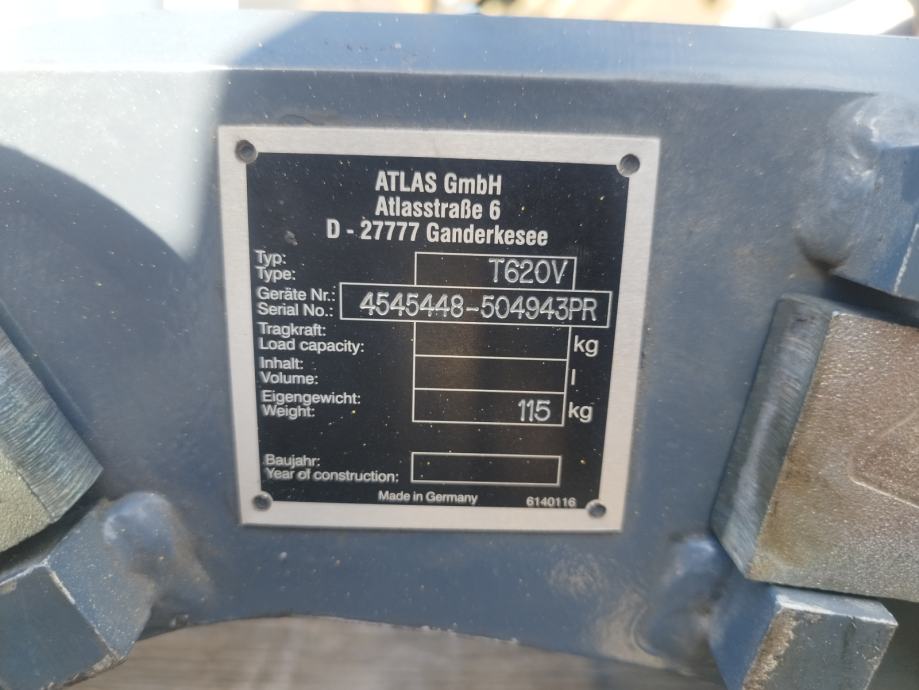 ATLAS GmbH
Atlasstraße 6
D - 27777 Ganderkesee
Typ:
Type: T620V
Geräte Nr.:
Serial No.: 4545448-504943PR
Tragkraft:
Load capacity: kg
Inhalt:
Volume: l
Eigengewicht:
Weight: 115 kg
Baujahr:
Year of construction:
Made in Germany 6140116